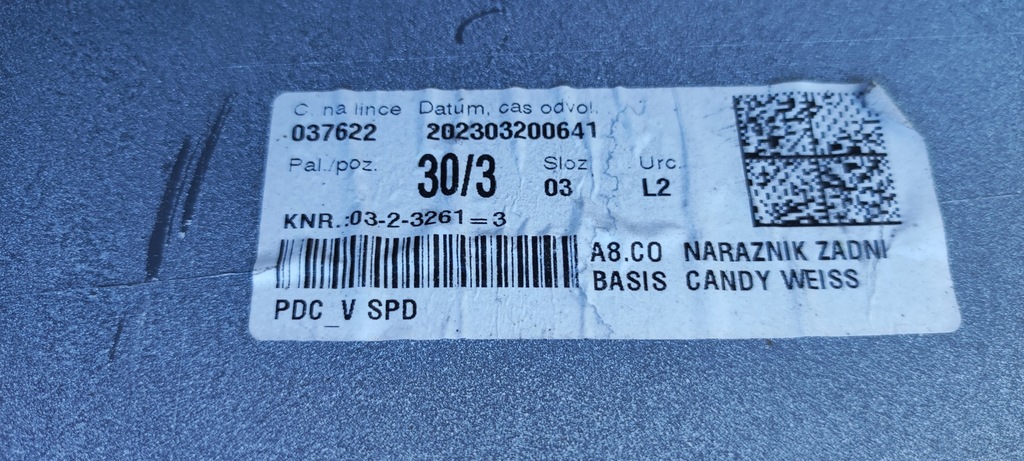 C. na lince Datúm, cas odvol.
037622 202303200641
Pal./poz. 30/3 Sloz Urc.
03 L2
KNR.:03-2-3261=3
A8.CO NARAZNIK ZADNI
BASIS CANDY WEISS
PDC_V SPD